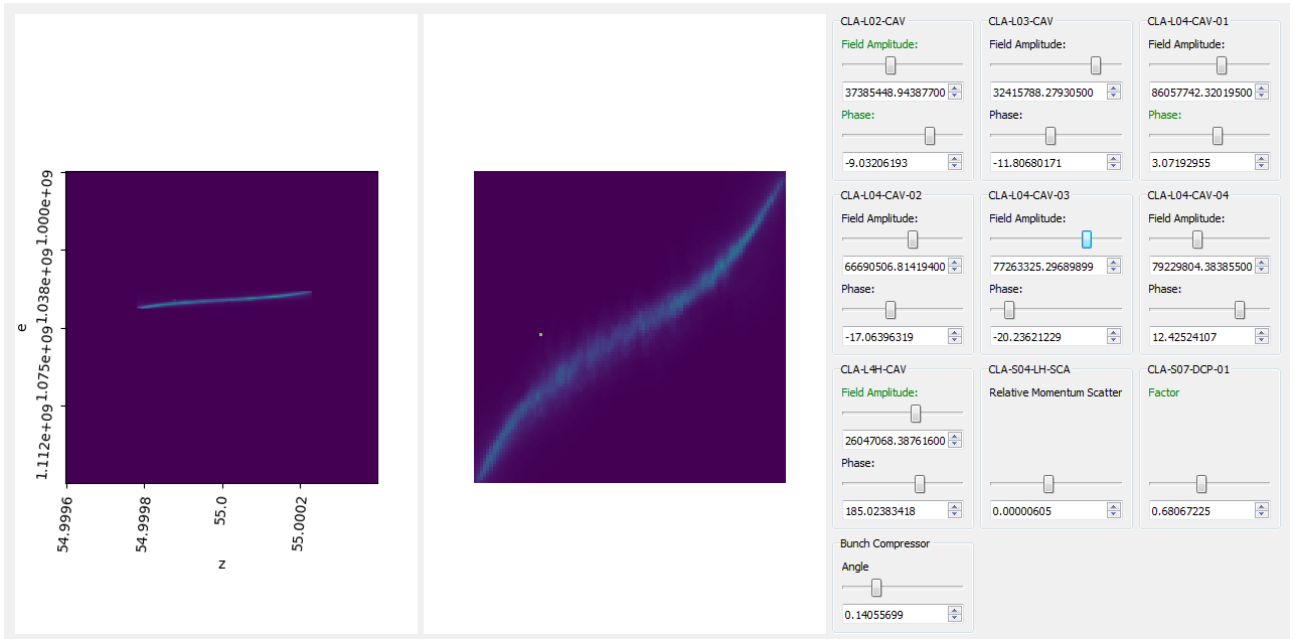 CLA-L02-CAV
Field Amplitude:
37385448.94387700
Phase:
-9.03206193
CLA-L03-CAV
Field Amplitude:
32415788.27930500
Phase:
-11.80680171
CLA-L04-CAV-01
Field Amplitude:
86057742.32019500
Phase:
3.07192955
CLA-L04-CAV-02
Field Amplitude:
66690506.81419400
Phase:
-17.06396319
CLA-L04-CAV-03
Field Amplitude:
77263325.29689899
Phase:
-20.23621229
CLA-L04-CAV-04
Field Amplitude:
79229804.38385500
Phase:
12.42524107
CLA-L4H-CAV
Field Amplitude:
26047068.38761600
Phase:
185.02383418
CLA-S04-LH-SCA
Relative Momentum Scatter
0.00000605
CLA-S07-DCP-01
Factor
0.68067225
Bunch Compressor
Angle
0.14055699
e
1.000e+09
1.038e+09
1.075e+09
1.112e+09
54.9996
54.9998
55.0
55.0002
z